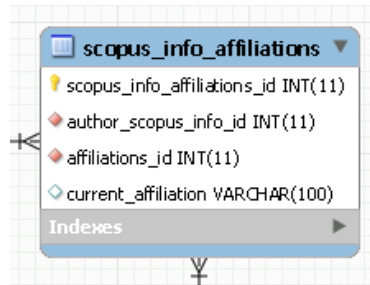 scopus_info_affiliations
scopus_info_affiliations_id INT(11)
author_scopus_info_id INT(11)
affiliations_id INT(11)
current_affiliation VARCHAR(100)
Indexes